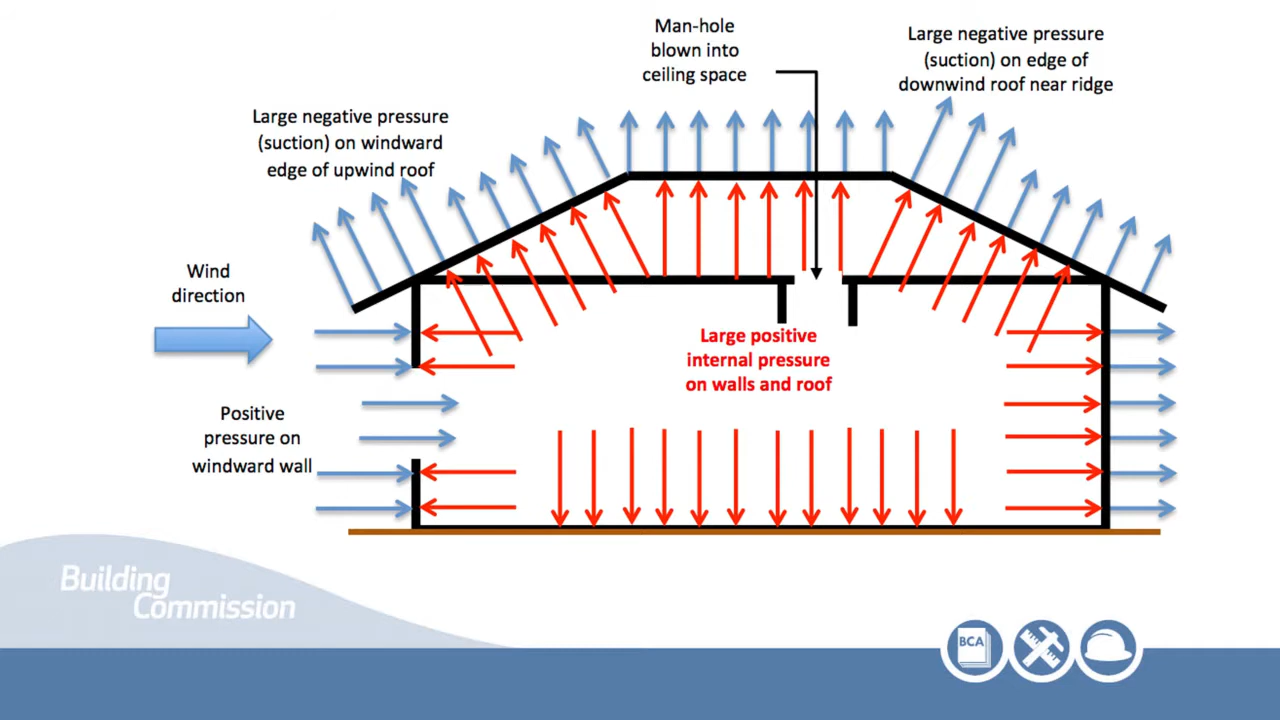 Man-hole
blown into
ceiling space
Large negative pressure
(suction) on edge of
downwind roof near ridge
Large negative pressure
(suction) on windward
edge of upwind roof
Wind
direction
Large positive
internal pressure
on walls and roof
Positive
pressure on
windward wall
Building
Commission
BCA